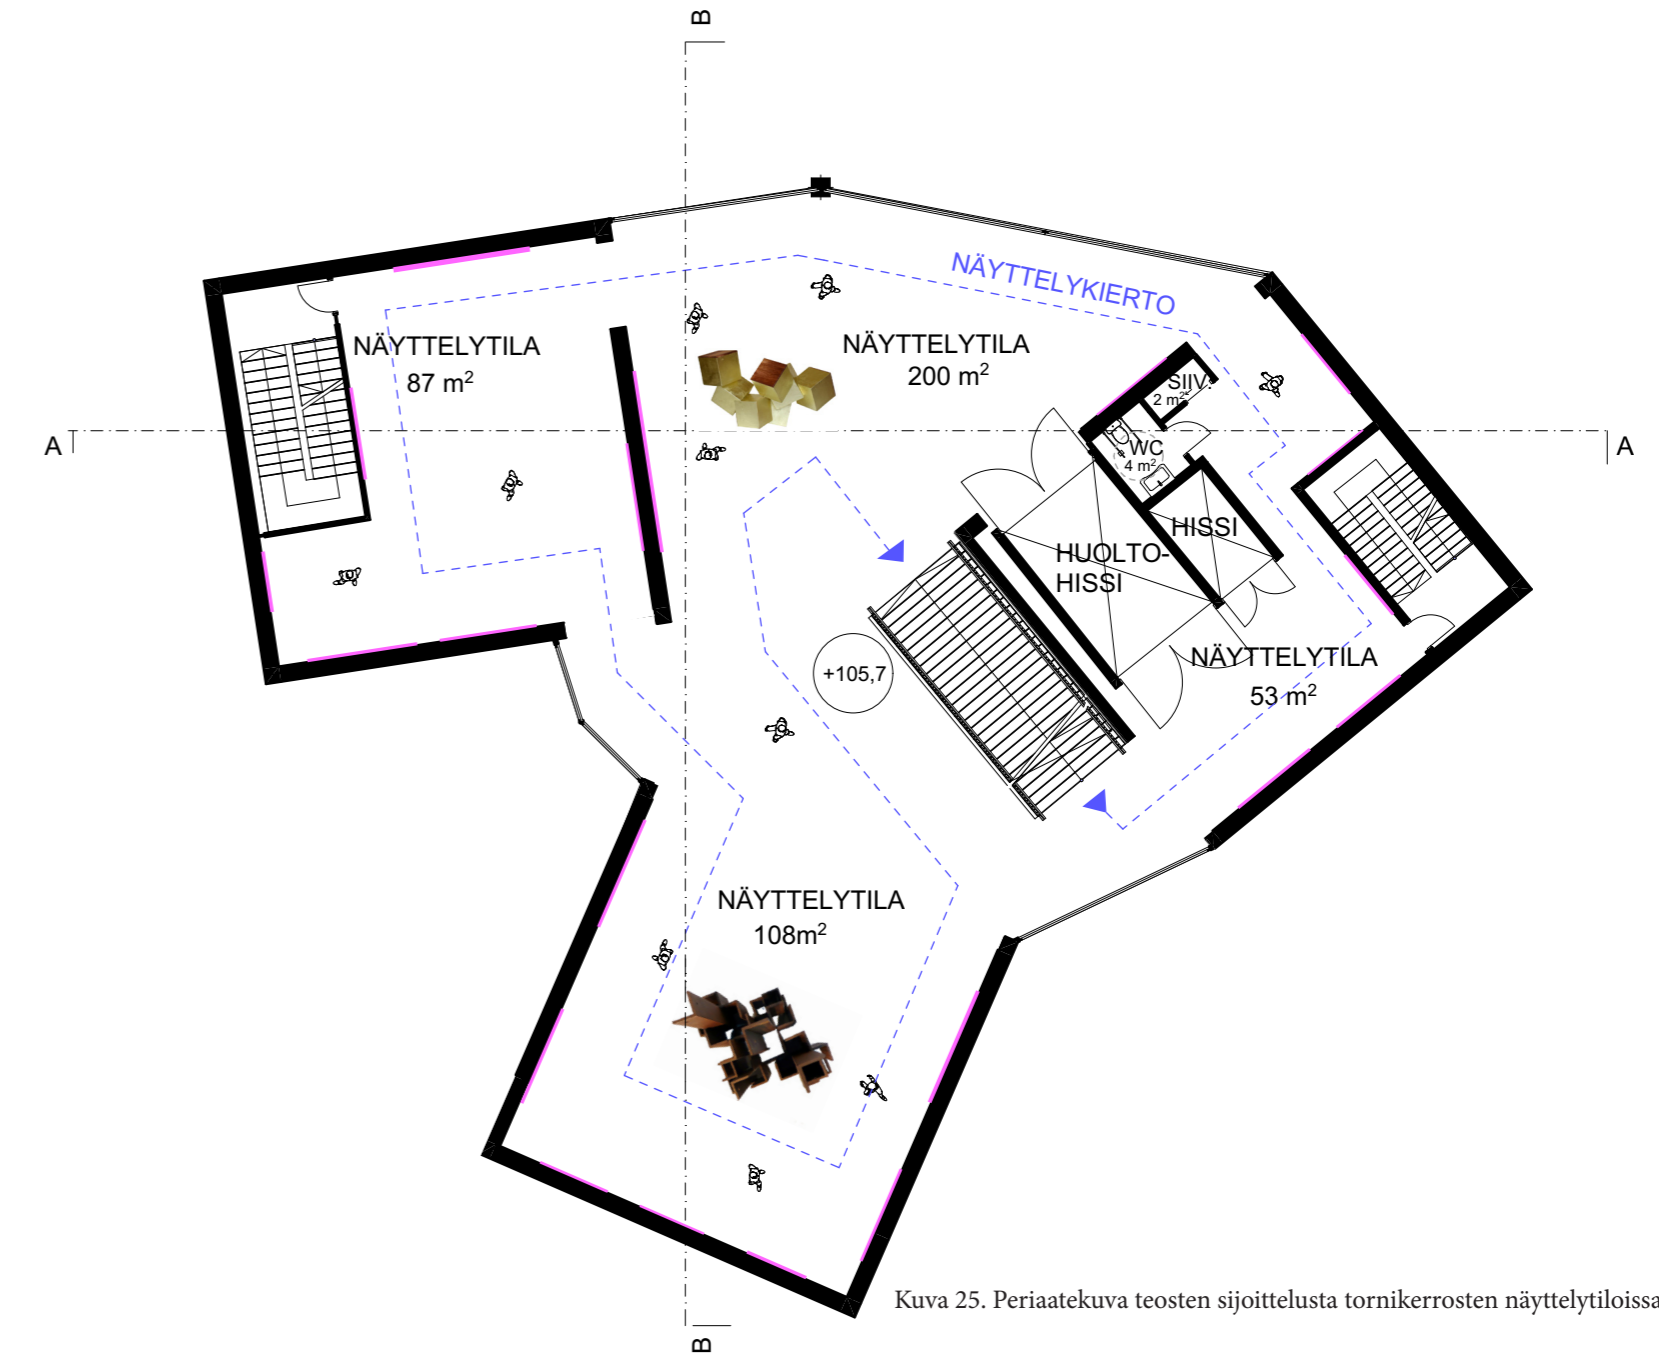 B
NÄYTTELYKIERTO
NÄYTTELYTILA
87 m²
NÄYTTELYTILA
200 m²
SIIV.
2 m²
A
A
WC
4 m²
HISSI
HUOLTO-
HISSI
NÄYTTELYTILA
53 m²
+105,7
NÄYTTELYTILA
108m²
Kuva 25. Periaatekuva teosten sijoittelusta tornikerrosten näyttelytiloissa
B